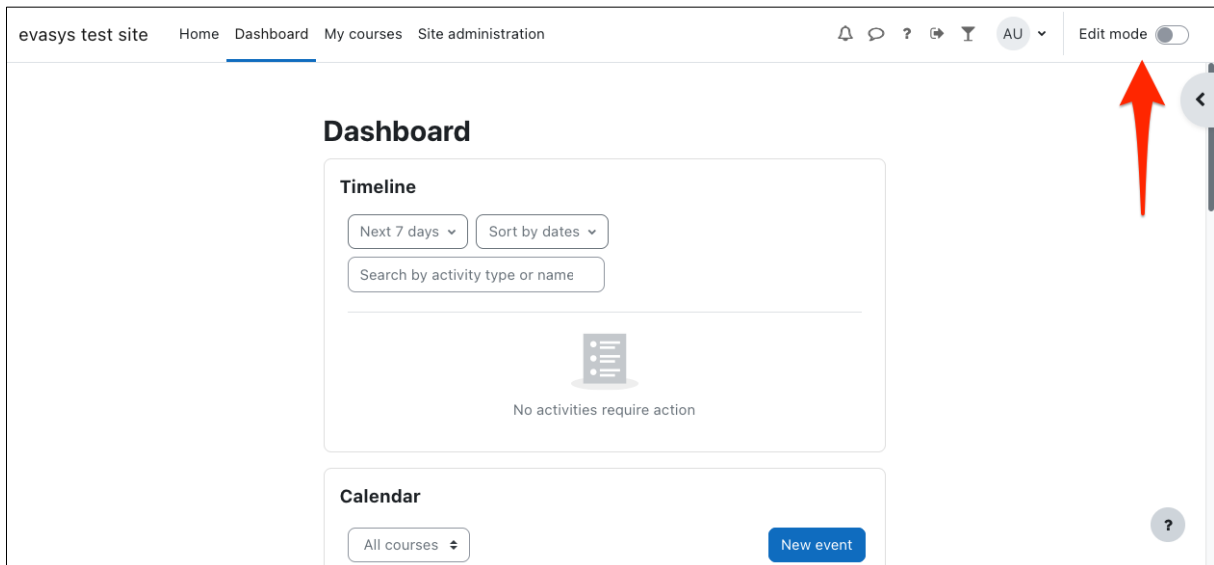 evasys test site Home Dashboard My courses Site administration ? AU Edit mode
Dashboard
Timeline
Next 7 days Sort by dates
Search by activity type or name
No activities require action
Calendar
All courses New event
?